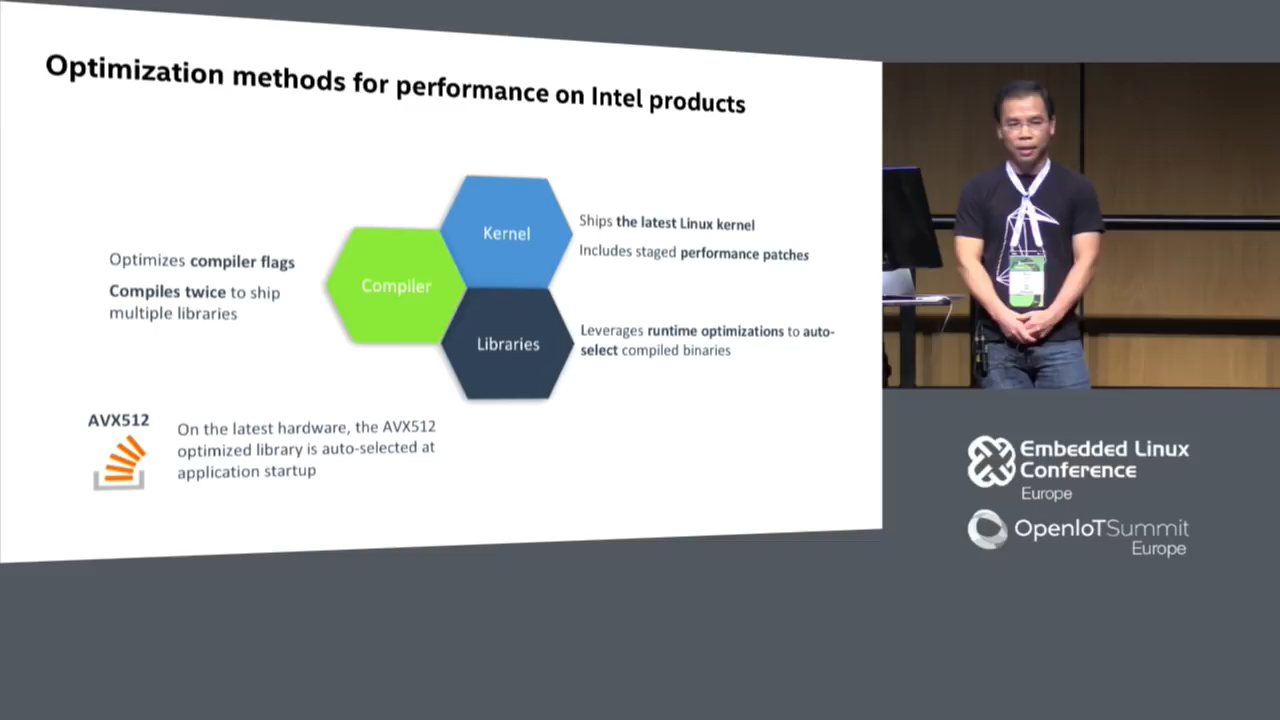 Optimization methods for performance on Intel products
Kernel
Ships the latest Linux kernel
Includes staged performance patches
Optimizes compiler flags
Compiles twice to ship
multiple libraries
Compiler
Libraries
Leverages runtime optimizations to auto-
select compiled binaries
AVX512
On the latest hardware, the AVX512
optimized library is auto-selected at
application startup
Embedded Linux
Conference
Europe
OpenIoTSummit
Europe